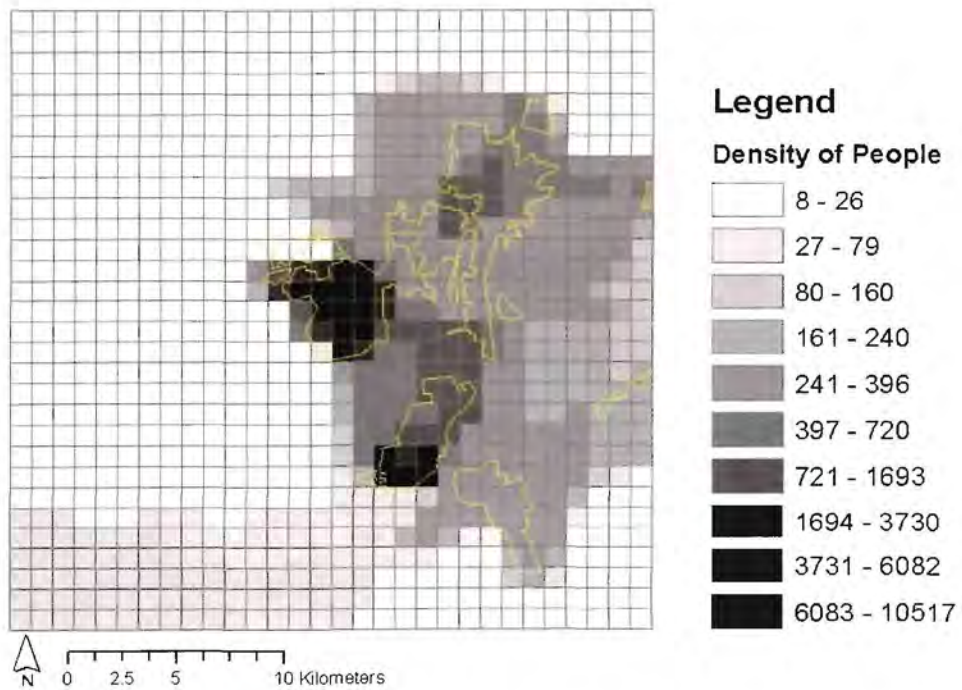 Legend
Density of People
8 - 26
27 - 79
80 - 160
161 - 240
241 - 396
397 - 720
721 - 1693
1694 - 3730
3731 - 6082
6083 - 10517
N
0 2.5 5 10 Kilometers